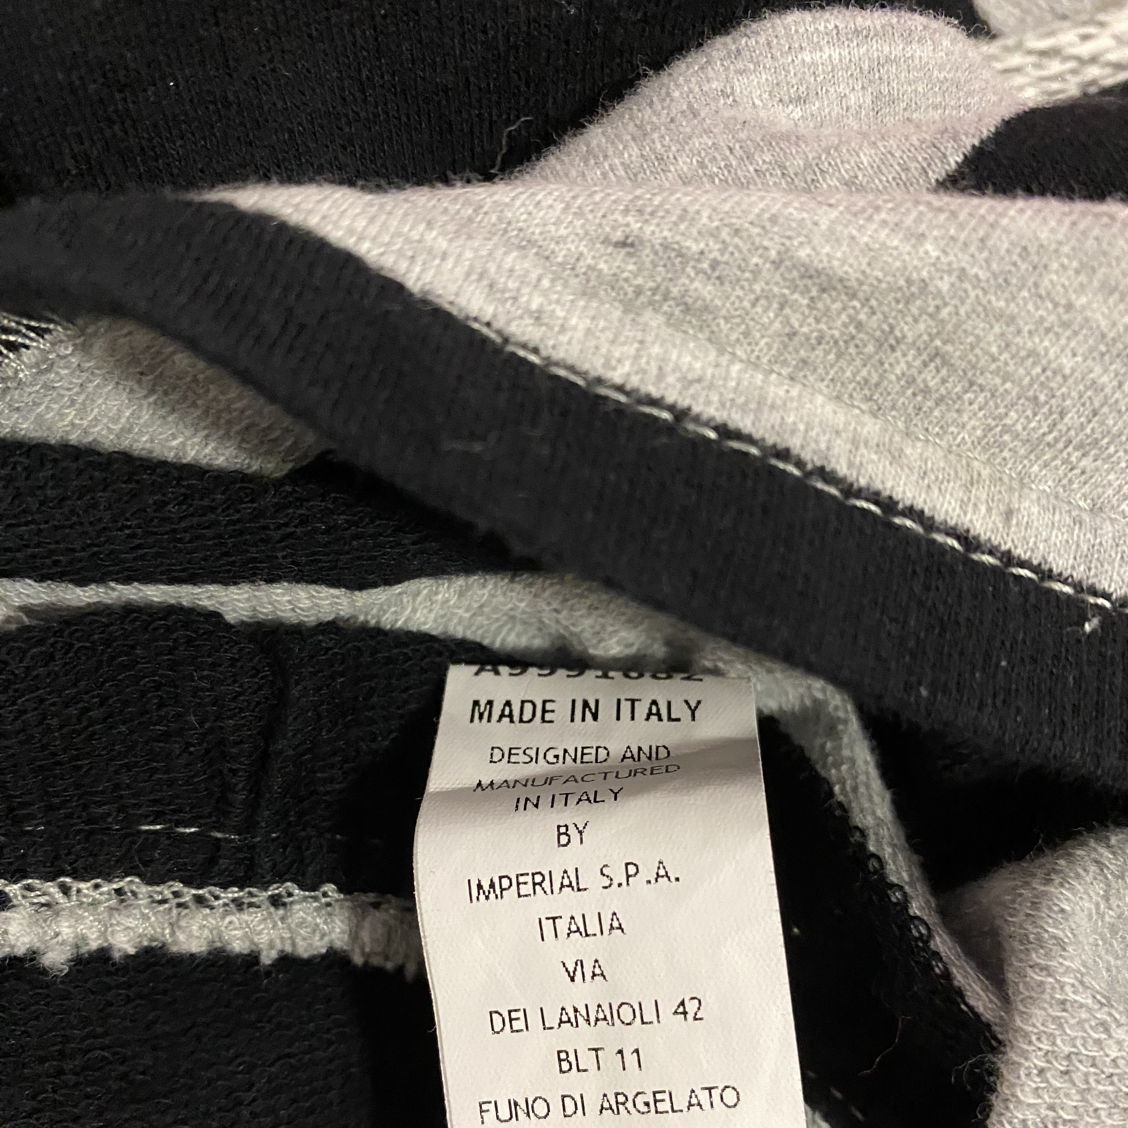 MADE IN ITALY
DESIGNED AND
MANUFACTURED
IN ITALY
BY
IMPERIAL S.P.A.
ITALIA
VIA
DEI LANAIOLI 42
BLT 11
FUNO DI ARGELATO